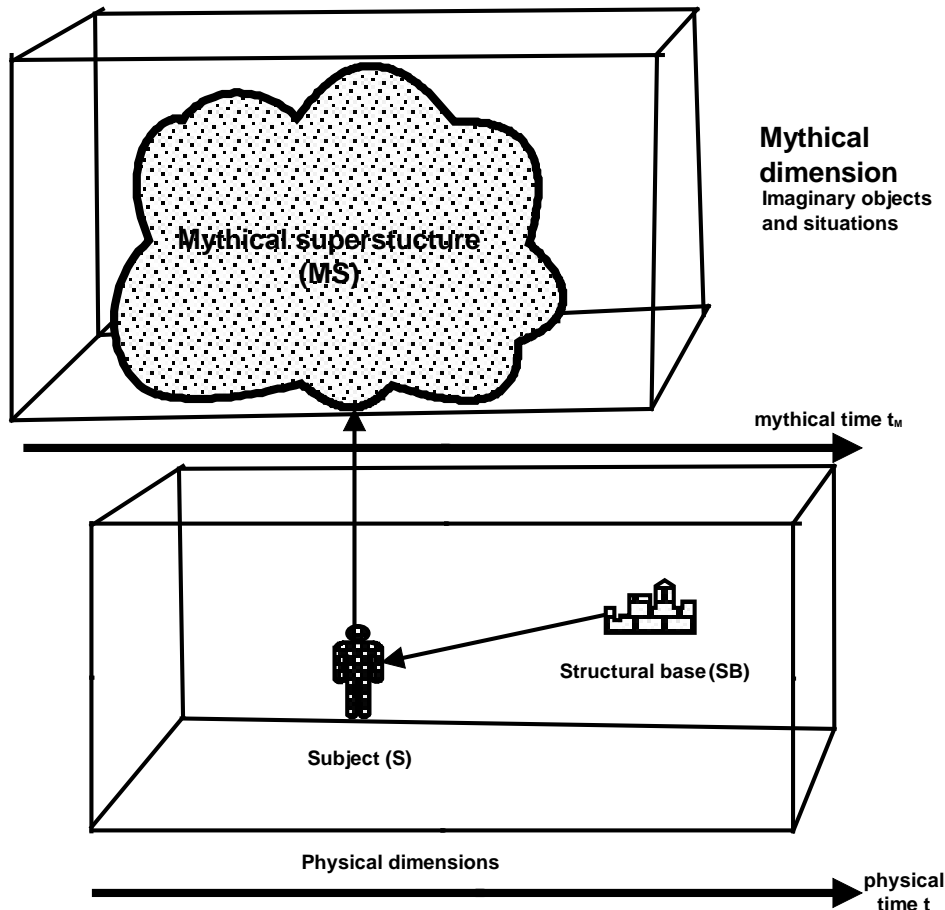 Mythical
dimension
Imaginary objects
and situations
Mythical superstucture
(MS)
mythical time tM
Structural base (SB)
Subject (S)
Physical dimensions
physical
time t